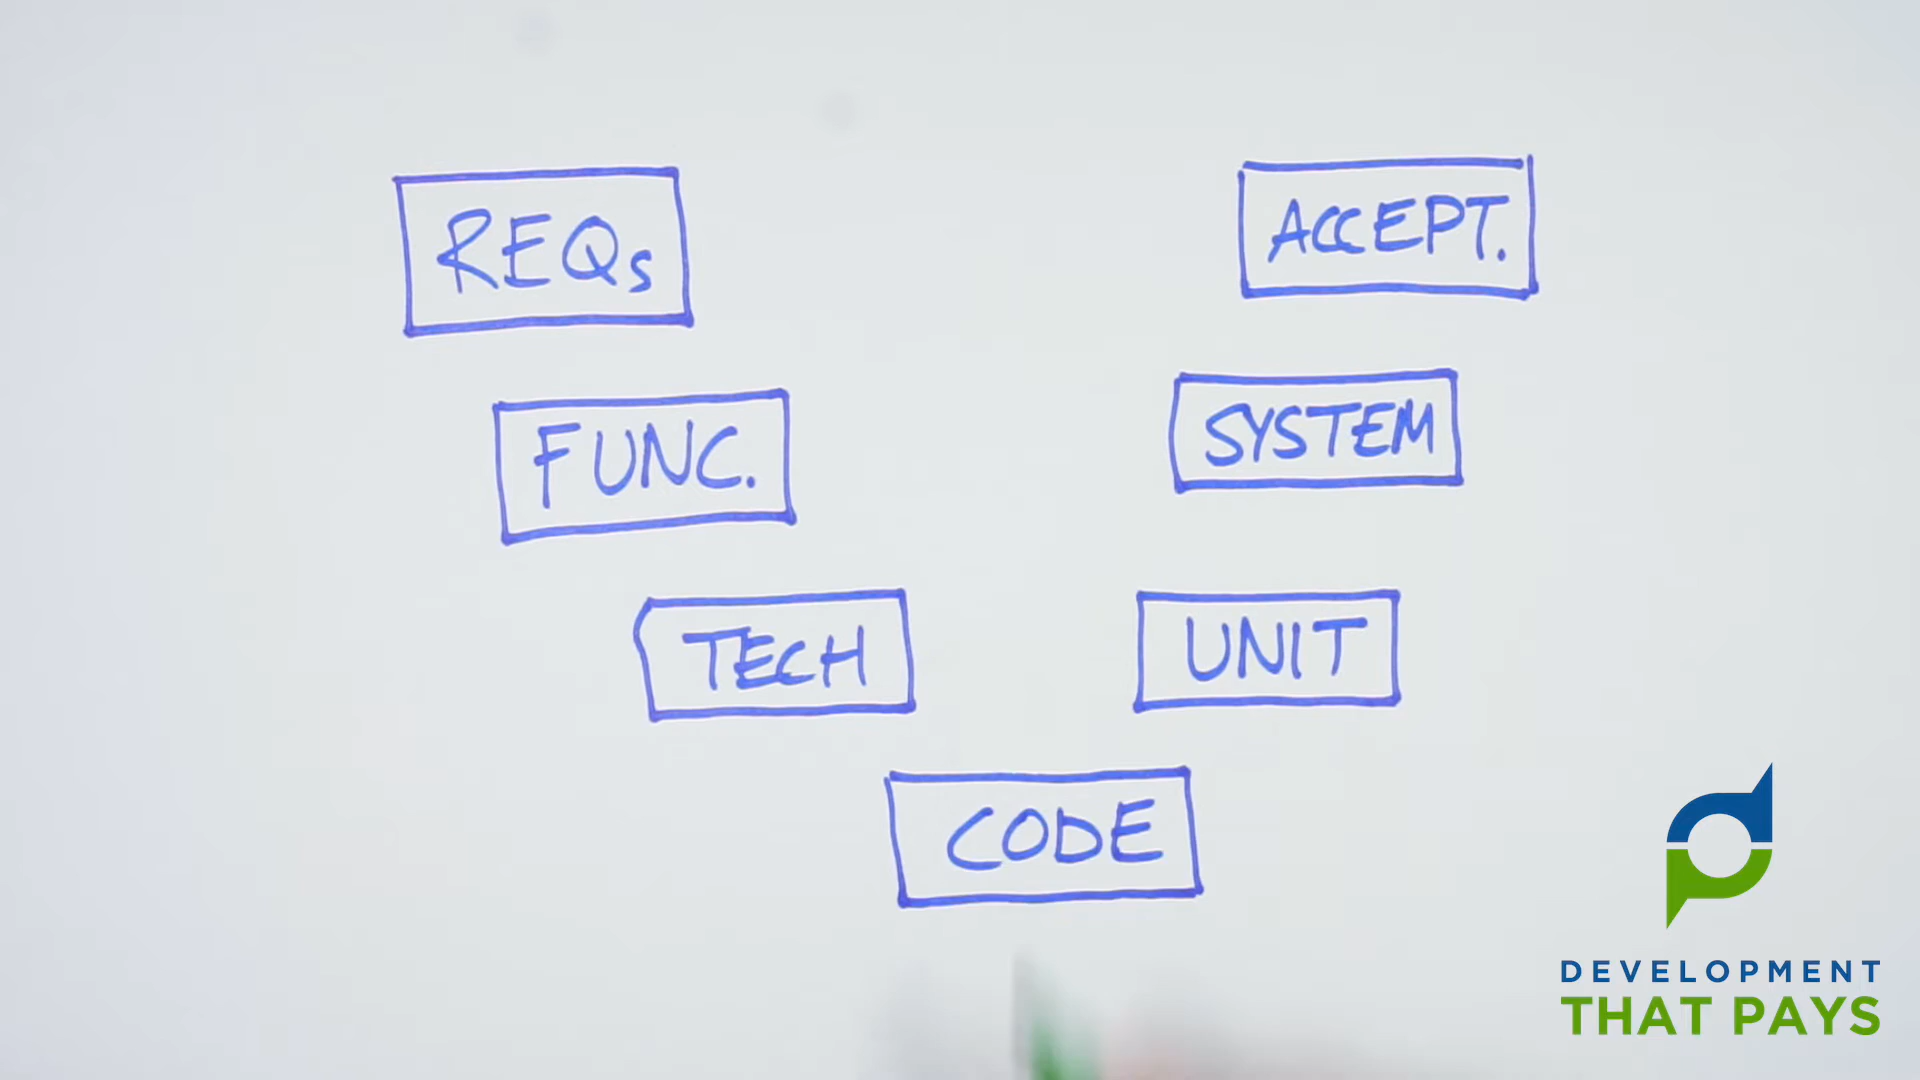 REQs
ACCEPT.
FUNC.
SYSTEM
TECH
UNIT
CODE
DEVELOPMENT
THAT PAYS